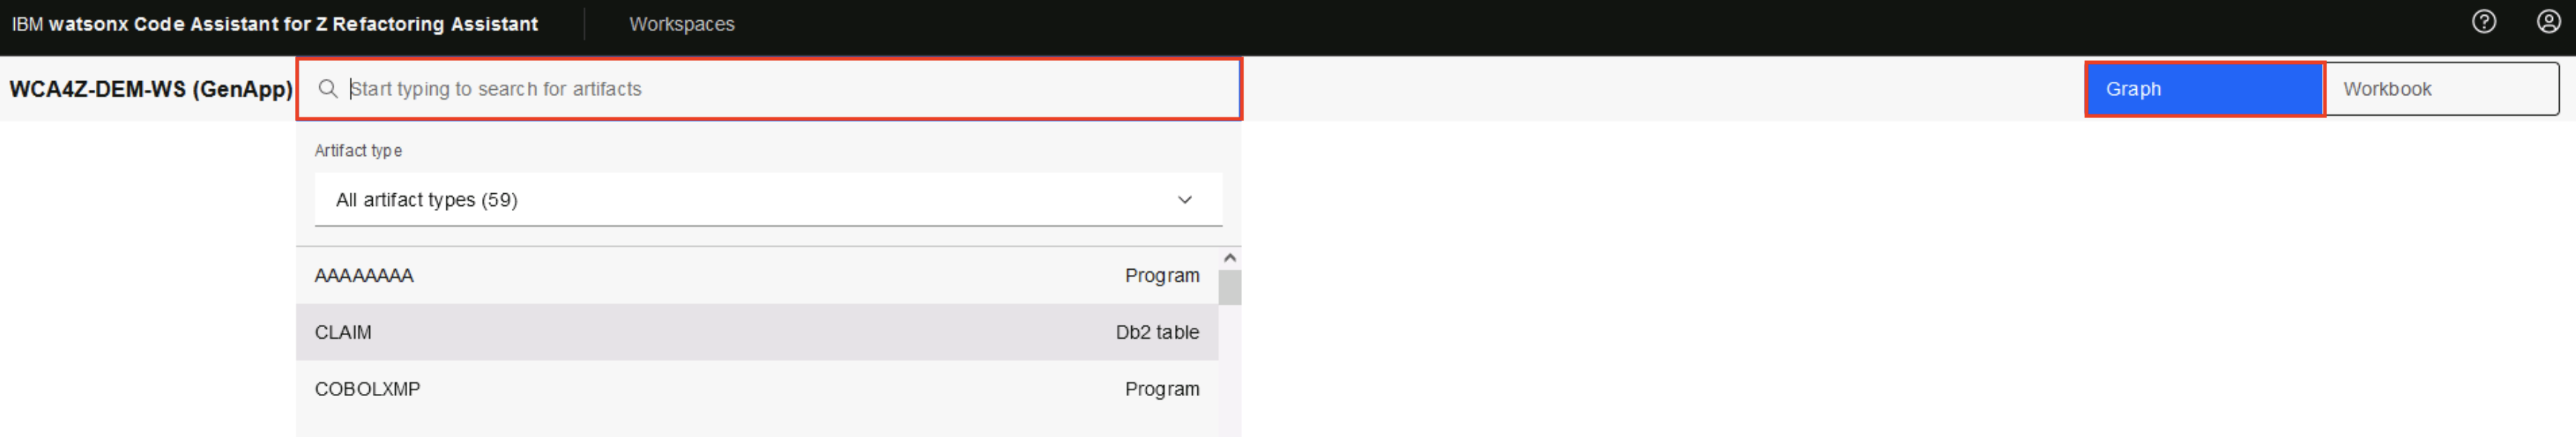 IBM watsonx Code Assistant for Z Refactoring Assistant Workspaces
WCA4Z-DEM-WS (GenApp) Start typing to search for artifacts Graph Workbook
Artifact type
All artifact types (59)
AAAAAAAA Program
CLAIM Db2 table
COBOLXMP Program